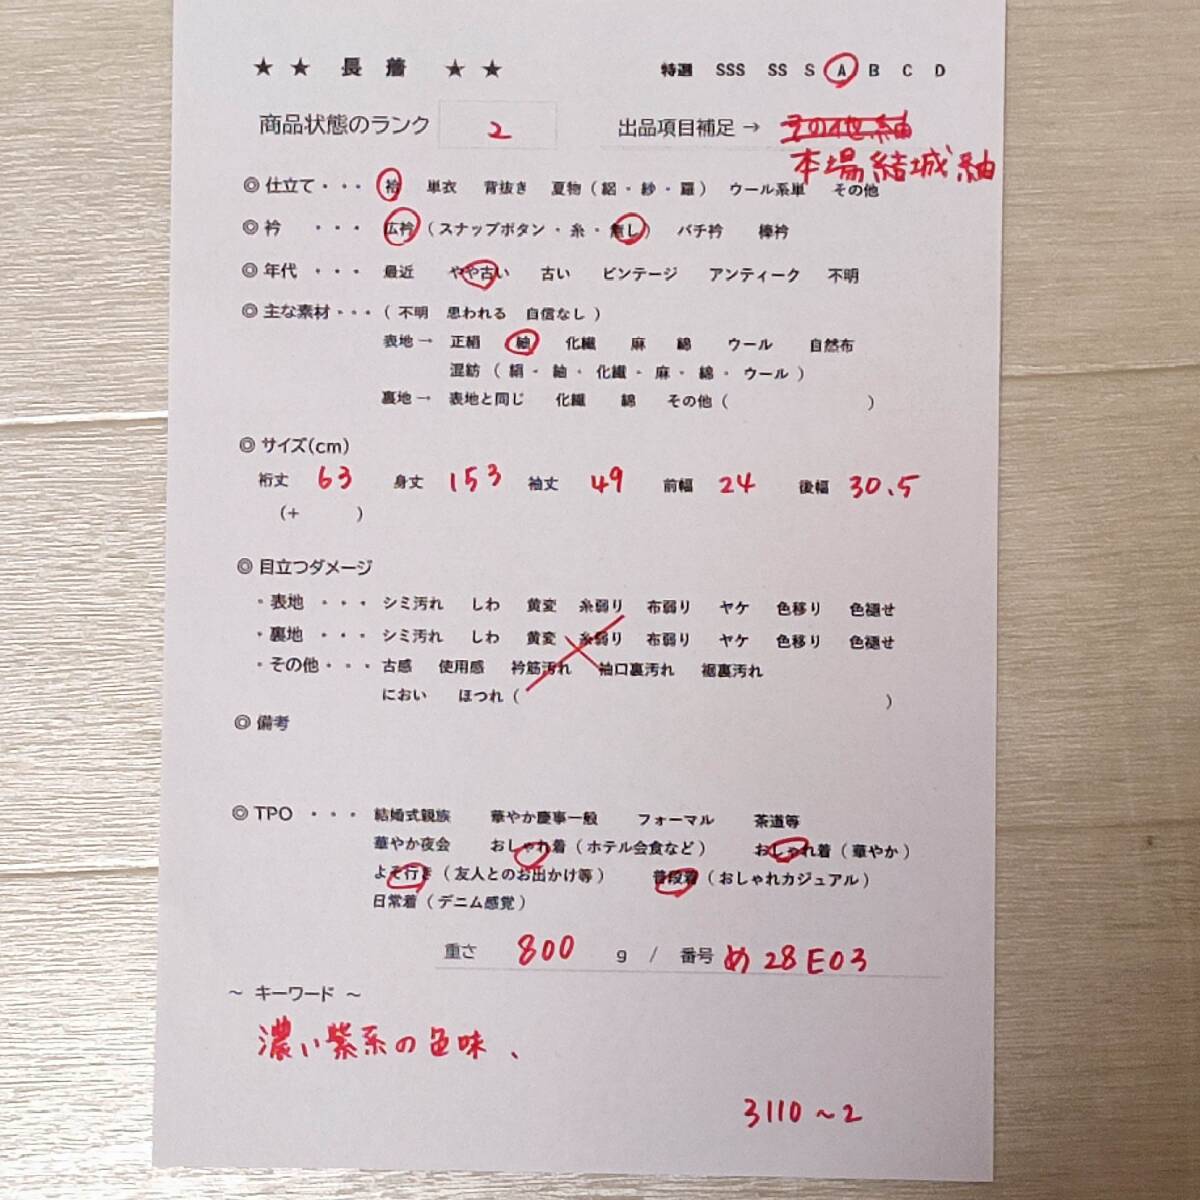 ★ ★ 長 着 ★ ★ 特選 SSS SS S A B C D
商品状態のランク 2 出品項目補足→ その他紬
本場結城紬
◎ 仕立て・・・ 袷 単衣 背抜き 夏物（絽・紗・羅） ウール系単 その他
◎ 衿 ・・・ 広衿（スナップボタン・糸・無し） バチ衿 棒衿
◎ 年代 ・・・ 最近 やや古い 古い ビンテージ アンティーク 不明
◎ 主な素材・・・（不明 思われる 自信なし）
表地→ 正絹 紬 化繊 麻 綿 ウール 自然布
混紡（絹・紬・化繊・麻・綿・ウール）
裏地→ 表地と同じ 化繊 綿 その他（ ）
◎ サイズ(cm)
裄丈 63 身丈 153 袖丈 49 前幅 24 後幅 30.5
（+ ）
◎ 目立つダメージ
・表地 ・・・ シミ汚れ しわ 黄変 糸弱り 布弱り ヤケ 色移り 色褪せ
・裏地 ・・・ シミ汚れ しわ 黄変 糸弱り 布弱り ヤケ 色移り 色褪せ
・その他・・・ 古感 使用感 衿筋汚れ 袖口裏汚れ 裾裏汚れ
におい ほつれ（ ）
◎ 備考
◎ TPO ・・・ 結婚式親族 華やか慶事一般 フォーマル 茶道等
華やか夜会 おしゃれ着（ホテル会食など） おしゃれ着（華やか）
よそ行き（友人とのお出かけ等） 普段着（おしゃれカジュアル）
日常着（デニム感覚）
重さ 800 g / 番号 め28E03
～ キーワード ～
濃い紫系の色味、
3110～2